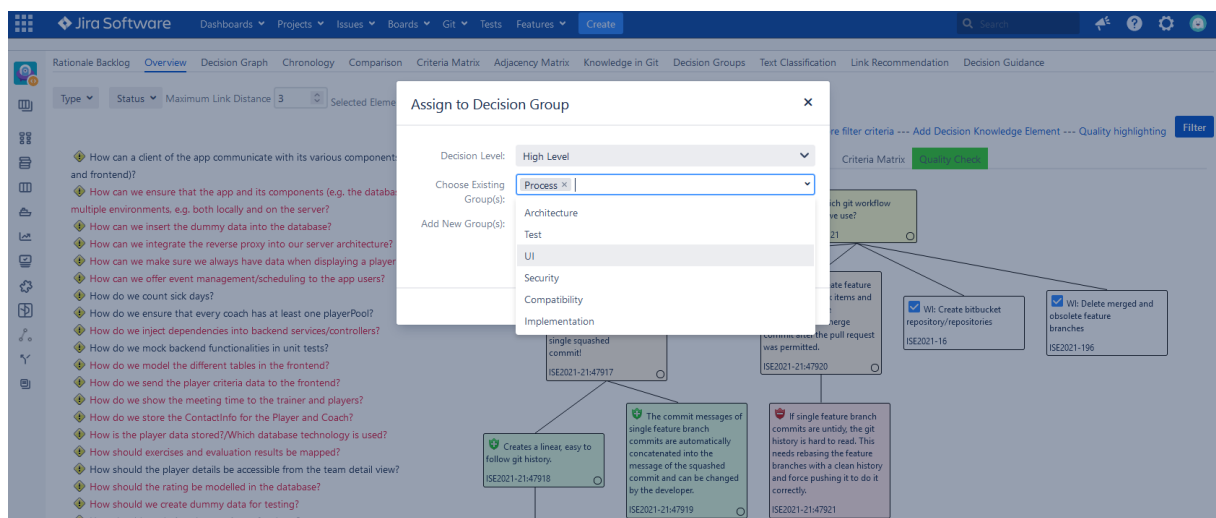 Jira Software
Dashboards Projects Issues Boards Git Tests Features Create
Search
Rationale Backlog Overview Decision Graph Chronology Comparison Criteria Matrix Adjacency Matrix Knowledge in Git Decision Groups Text Classification Link Recommendation Decision Guidance
Type Status Maximum Link Distance 3 Selected Eleme
Assign to Decision Group
Decision Level: High Level
Choose Existing Group(s): Process
Add New Group(s):
Architecture
Test
UI
Security
Compatibility
Implementation
re filter criteria --- Add Decision Knowledge Element --- Quality highlighting Filter
Criteria Matrix Quality Check
How can a client of the app communicate with its various component
and frontend)?
How can we ensure that the app and its components (e.g. the databa
multiple environments, e.g. both locally and on the server?
How can we insert the dummy data into the database?
How can we integrate the reverse proxy into our server architecture?
How can we make sure we always have data when displaying a player
How can we offer event management/scheduling to the app users?
How do we count sick days?
How do we ensure that every coach has at least one playerPool?
How do we inject dependencies into backend services/controllers?
How do we mock backend functionalities in unit tests?
How do we model the different tables in the frontend?
How do we send the player criteria data to the frontend?
How do we show the meeting time to the trainer and players?
How do we store the ContactInfo for the Player and Coach?
How is the player data stored?/Which database technology is used?
How should exercises and evaluation results be mapped?
How should the player details be accessible from the team detail view?
How should the rating be modelled in the database?
How should we create dummy data for testing?
ich git workflow
ve use?
21
single squashed
commit!
ISE2021-21:47917
ate feature
items and
merge
commit after the pull request
was permitted.
ISE2021-21:47920
WI: Create bitbucket
repository/repositories
ISE2021-16
WI: Delete merged and
obsolete feature
branches
ISE2021-196
Creates a linear, easy to
follow git history.
ISE2021-21:47918
The commit messages of
single feature branch
commits are automatically
concatenated into the
message of the squashed
commit and can be changed
by the developer.
ISE2021-21:47919
If single feature branch
commits are untidy, the git
history is hard to read. This
needs rebasing the feature
branches with a clean history
and force pushing it to do it
correctly.
ISE2021-21:47921